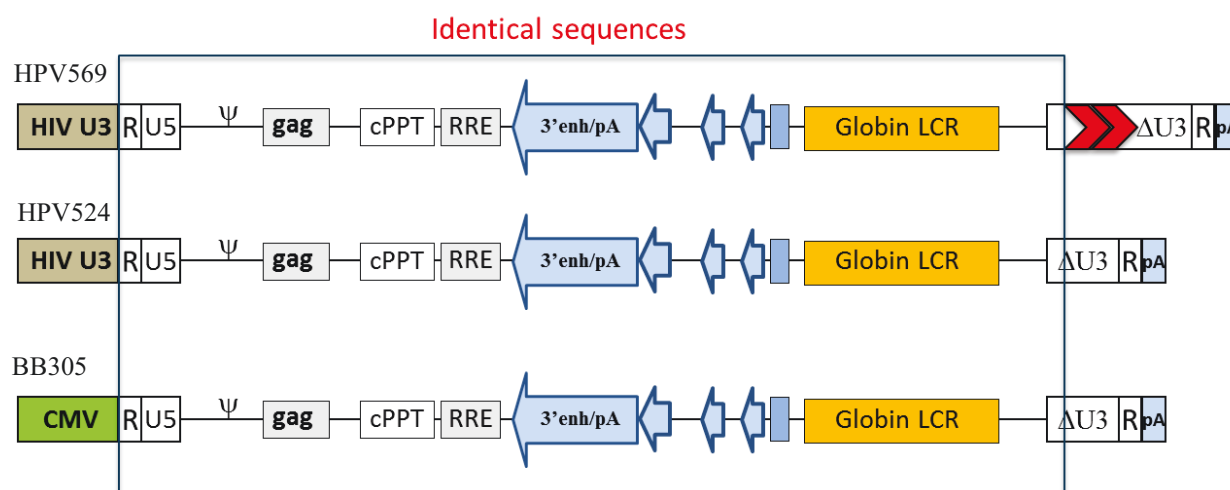 Identical sequences
HPV569
HIV U3 R U5 ψ gag cPPT RRE 3'enh/pA Globin LCR ΔU3 R pA
HPV524
HIV U3 R U5 ψ gag cPPT RRE 3'enh/pA Globin LCR ΔU3 R pA
BB305
CMV R U5 ψ gag cPPT RRE 3'enh/pA Globin LCR ΔU3 R pA